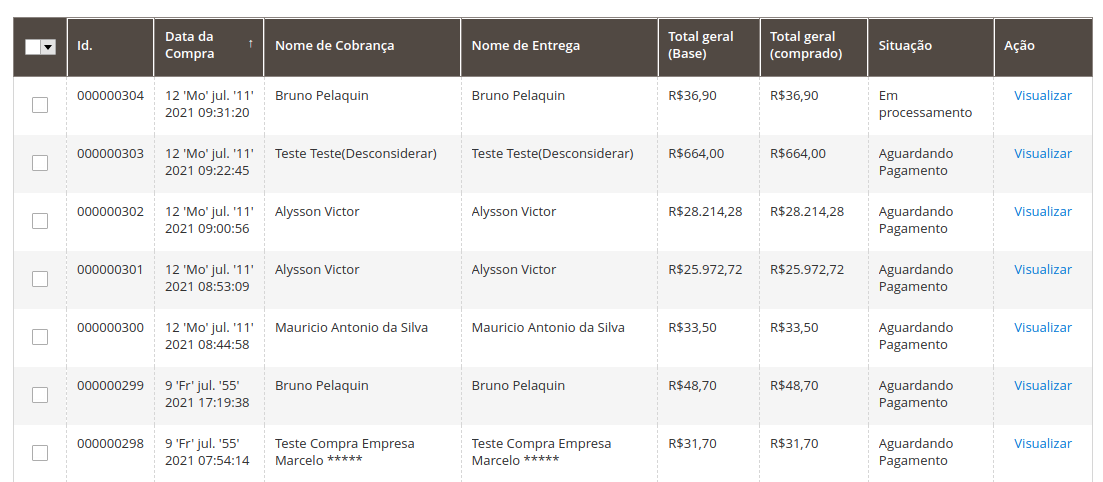 Id.
Data da
Compra
↑
Nome de Cobrança
Nome de Entrega
Total geral
(Base)
Total geral
(comprado)
Situação
Ação
000000304
12 'Mo' jul. '11'
2021 09:31:20
Bruno Pelaquin
Bruno Pelaquin
R$36,90
R$36,90
Em
processamento
Visualizar
000000303
12 'Mo' jul. '11'
2021 09:22:45
Teste Teste(Desconsiderar)
Teste Teste(Desconsiderar)
R$664,00
R$664,00
Aguardando
Pagamento
Visualizar
000000302
12 'Mo' jul. '11'
2021 09:00:56
Alysson Victor
Alysson Victor
R$28.214,28
R$28.214,28
Aguardando
Pagamento
Visualizar
000000301
12 'Mo' jul. '11'
2021 08:53:09
Alysson Victor
Alysson Victor
R$25.972,72
R$25.972,72
Aguardando
Pagamento
Visualizar
000000300
12 'Mo' jul. '11'
2021 08:44:58
Mauricio Antonio da Silva
Mauricio Antonio da Silva
R$33,50
R$33,50
Aguardando
Pagamento
Visualizar
000000299
9 'Fr' jul. '55'
2021 17:19:38
Bruno Pelaquin
Bruno Pelaquin
R$48,70
R$48,70
Aguardando
Pagamento
Visualizar
000000298
9 'Fr' jul. '55'
2021 07:54:14
Teste Compra Empresa
Marcelo *****
Teste Compra Empresa
Marcelo *****
R$31,70
R$31,70
Aguardando
Pagamento
Visualizar